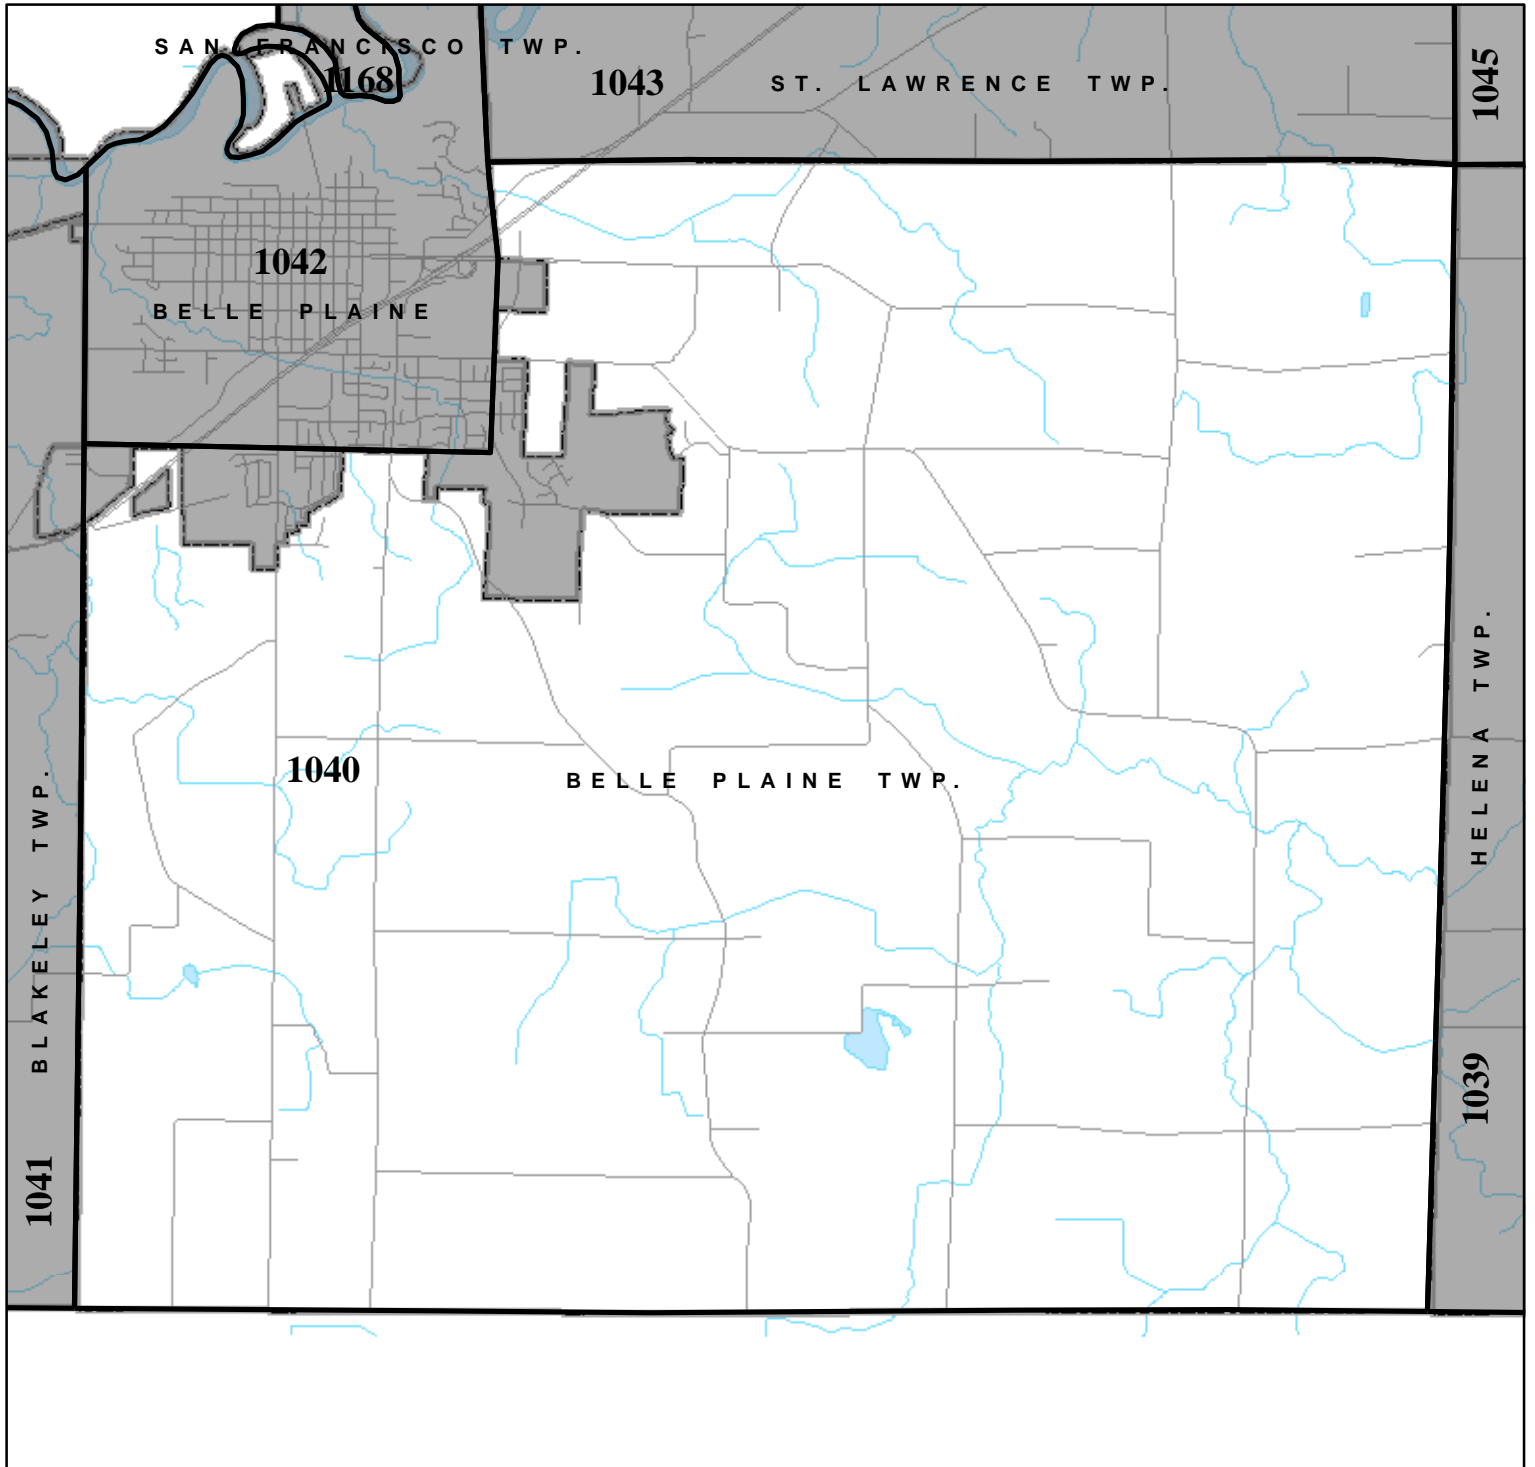 SAN FRANCISCO TWP.
1168
1043
ST. LAWRENCE TWP.
1045
1042
BELLE PLAINE
1040
BELLE PLAINE TWP.
HELENA TWP.
BLAKELEY TWP.
1039
1041